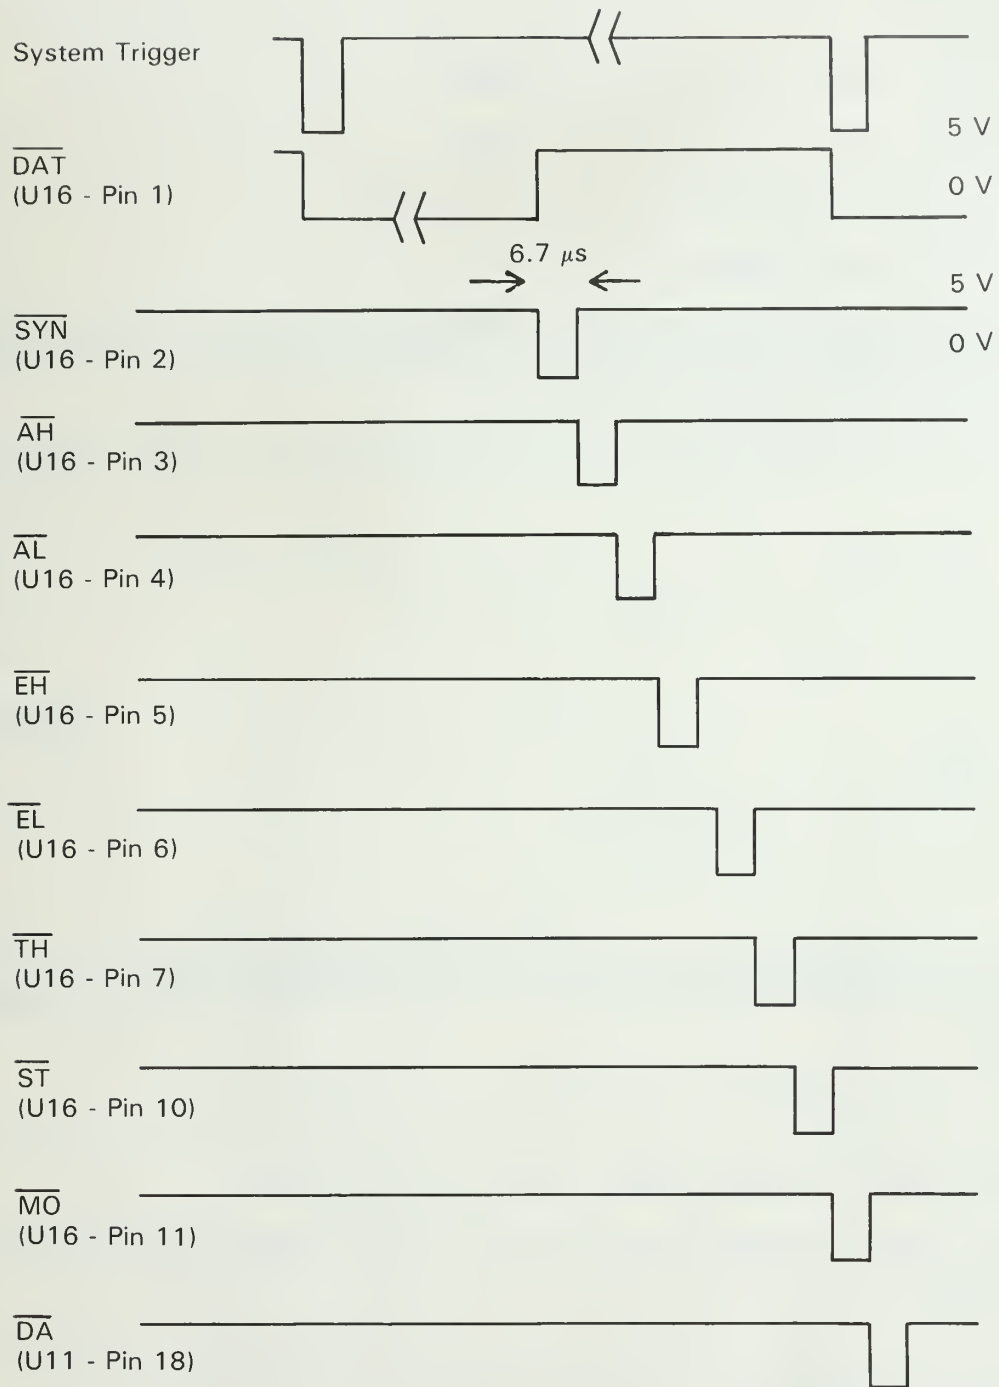 System Trigger
5 V
DAT
(U16 - Pin 1)
0 V
6.7 μs
5 V
SYN
(U16 - Pin 2)
0 V
AH
(U16 - Pin 3)
AL
(U16 - Pin 4)
EH
(U16 - Pin 5)
EL
(U16 - Pin 6)
TH
(U16 - Pin 7)
ST
(U16 - Pin 10)
MO
(U16 - Pin 11)
DA
(U11 - Pin 18)